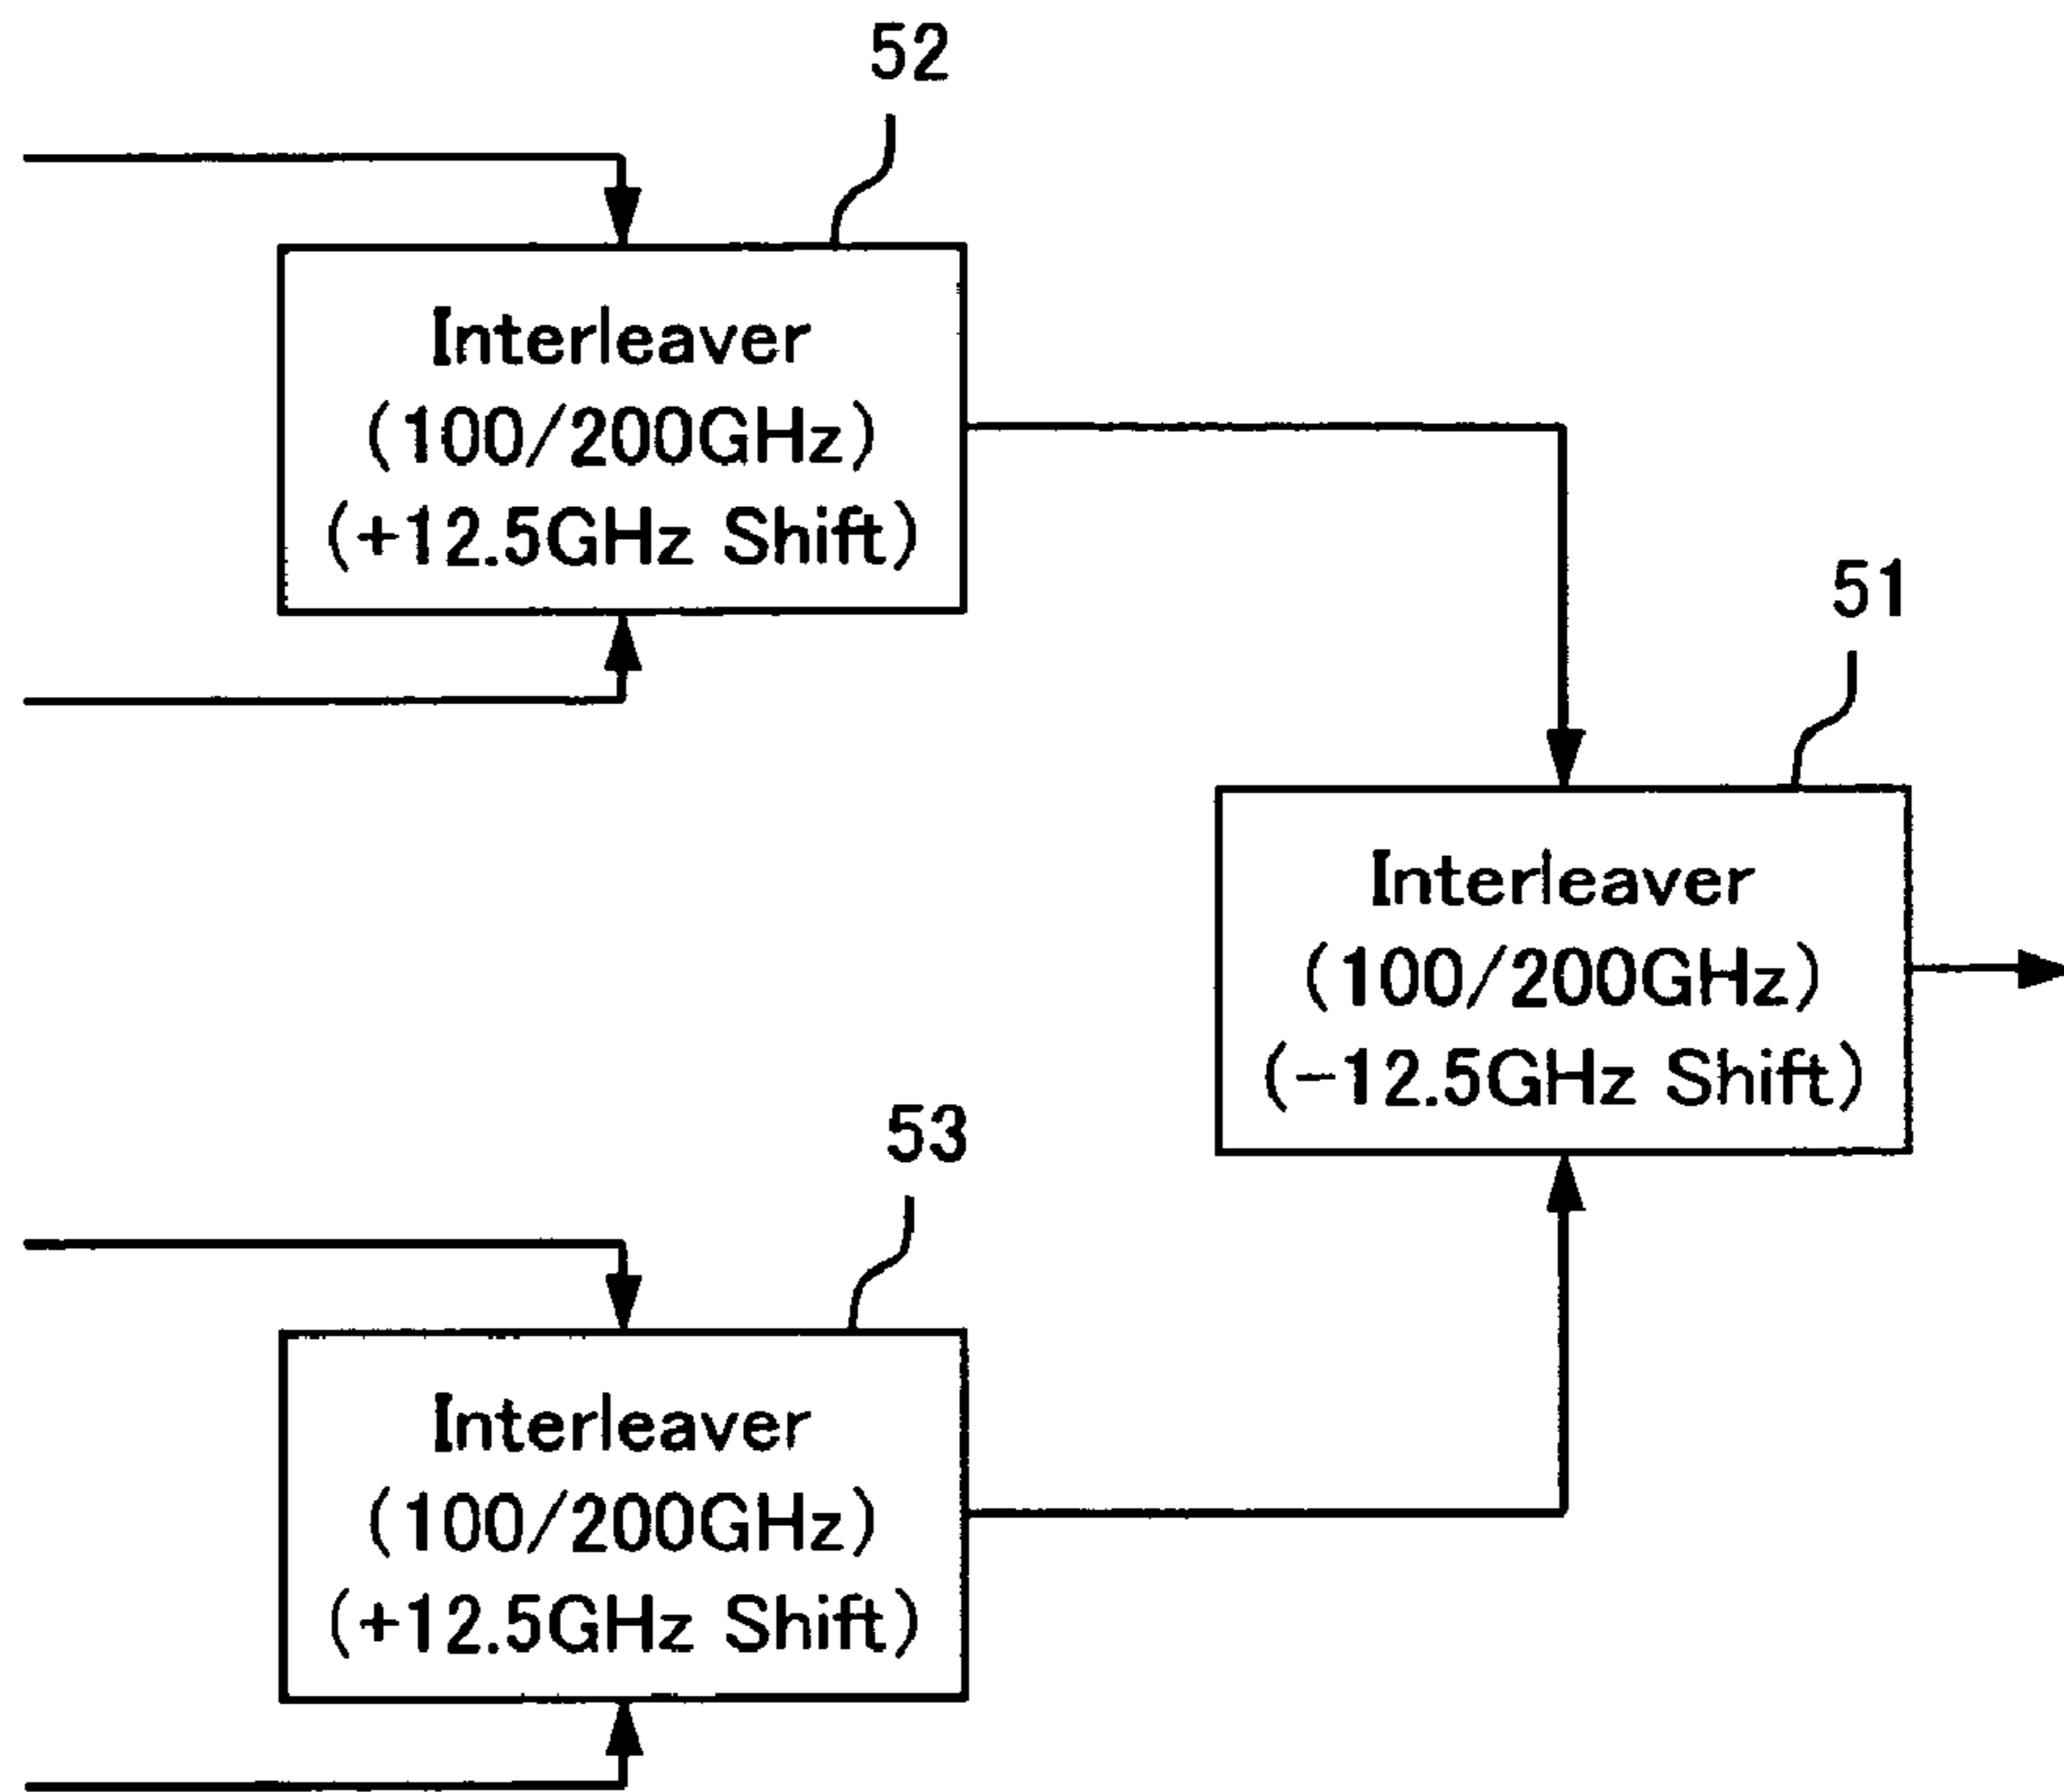 52
Interleaver
(100/200GHz)
(+12.5GHz Shift)
51
Interleaver
(100/200GHz)
(-12.5GHz Shift)
53
Interleaver
(100/200GHz)
(+12.5GHz Shift)